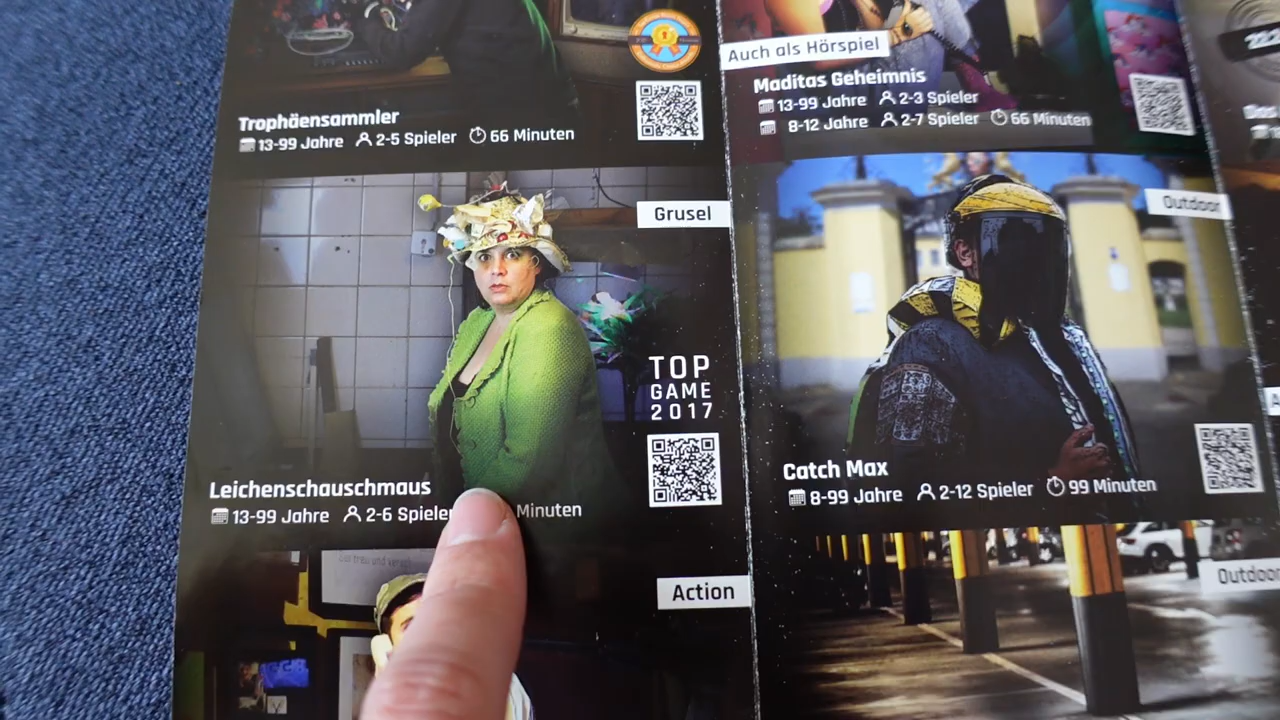 Trophäensammler
13-99 Jahre 2-5 Spieler 66 Minuten
Auch als Hörspiel
Maditas Geheimnis
13-99 Jahre 2-3 Spieler
8-12 Jahre 2-7 Spieler 66 Minuten
Grusel
TOP
GAME
2017
Leichenschauschmaus
13-99 Jahre 2-6 Spieler Minuten
Outdoor
Catch Max
8-99 Jahre 2-12 Spieler 99 Minuten
Action
Outdoor